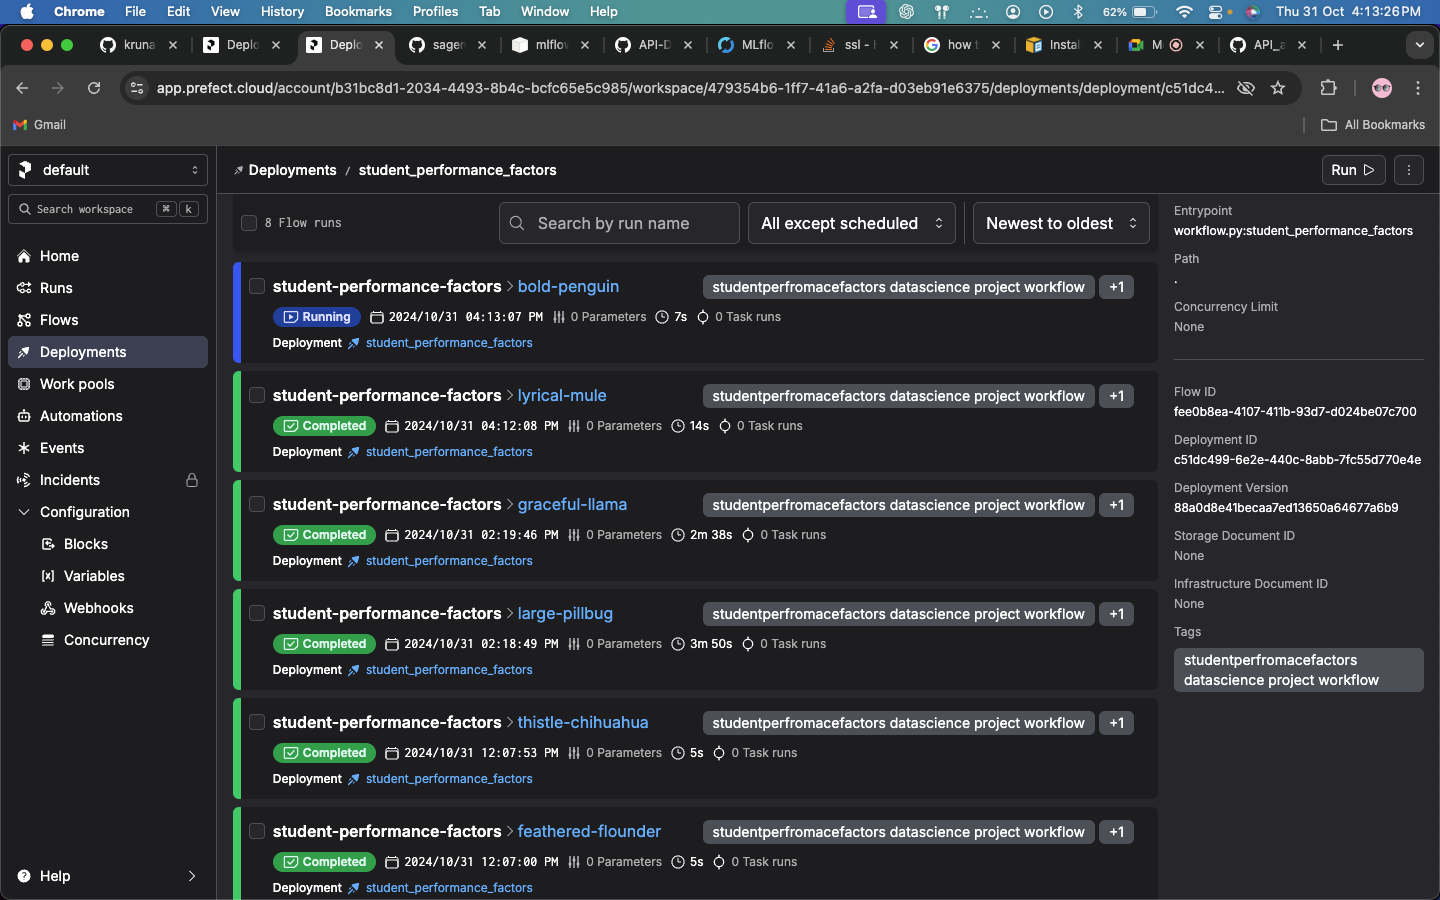 Chrome File Edit View History Bookmarks Profiles Tab Window Help 62% Thu 31 Oct 4:13:26 PM
kruna Deplo Deplo sager mlflow API-D MLflo ssl - how t Instal M API_a
app.prefect.cloud/account/b31bc8d1-2034-4493-8b4c-bcfc65e5c985/workspace/479354b6-1ff7-41a6-a2fa-d03eb91e6375/deployments/deployment/c51dc4...
Gmail All Bookmarks
default
Search workspace ⌘ k
Home
Runs
Flows
Deployments
Work pools
Automations
Events
Incidents
Configuration
Blocks
Variables
Webhooks
Concurrency
Help
Deployments / student_performance_factors Run
8 Flow runs Search by run name All except scheduled Newest to oldest
student-performance-factors > bold-penguin studentperfromacefactors datascience project workflow +1
Running 2024/10/31 04:13:07 PM 0 Parameters 7s 0 Task runs
Deployment student_performance_factors
student-performance-factors > lyrical-mule studentperfromacefactors datascience project workflow +1
Completed 2024/10/31 04:12:08 PM 0 Parameters 14s 0 Task runs
Deployment student_performance_factors
student-performance-factors > graceful-llama studentperfromacefactors datascience project workflow +1
Completed 2024/10/31 02:19:46 PM 0 Parameters 2m 38s 0 Task runs
Deployment student_performance_factors
student-performance-factors > large-pillbug studentperfromacefactors datascience project workflow +1
Completed 2024/10/31 02:18:49 PM 0 Parameters 3m 50s 0 Task runs
Deployment student_performance_factors
student-performance-factors > thistle-chihuahua studentperfromacefactors datascience project workflow +1
Completed 2024/10/31 12:07:53 PM 0 Parameters 5s 0 Task runs
Deployment student_performance_factors
student-performance-factors > feathered-flounder studentperfromacefactors datascience project workflow +1
Completed 2024/10/31 12:07:00 PM 0 Parameters 5s 0 Task runs
Deployment student_performance_factors
Entrypoint
workflow.py:student_performance_factors
Path
.
Concurrency Limit
None
Flow ID
fee0b8ea-4107-411b-93d7-d024be07c700
Deployment ID
c51dc499-6e2e-440c-8abb-7fc55d770e4e
Deployment Version
88a0d8e41becaa7ed13650a64677a6b9
Storage Document ID
None
Infrastructure Document ID
None
Tags
studentperfromacefactors
datascience project workflow